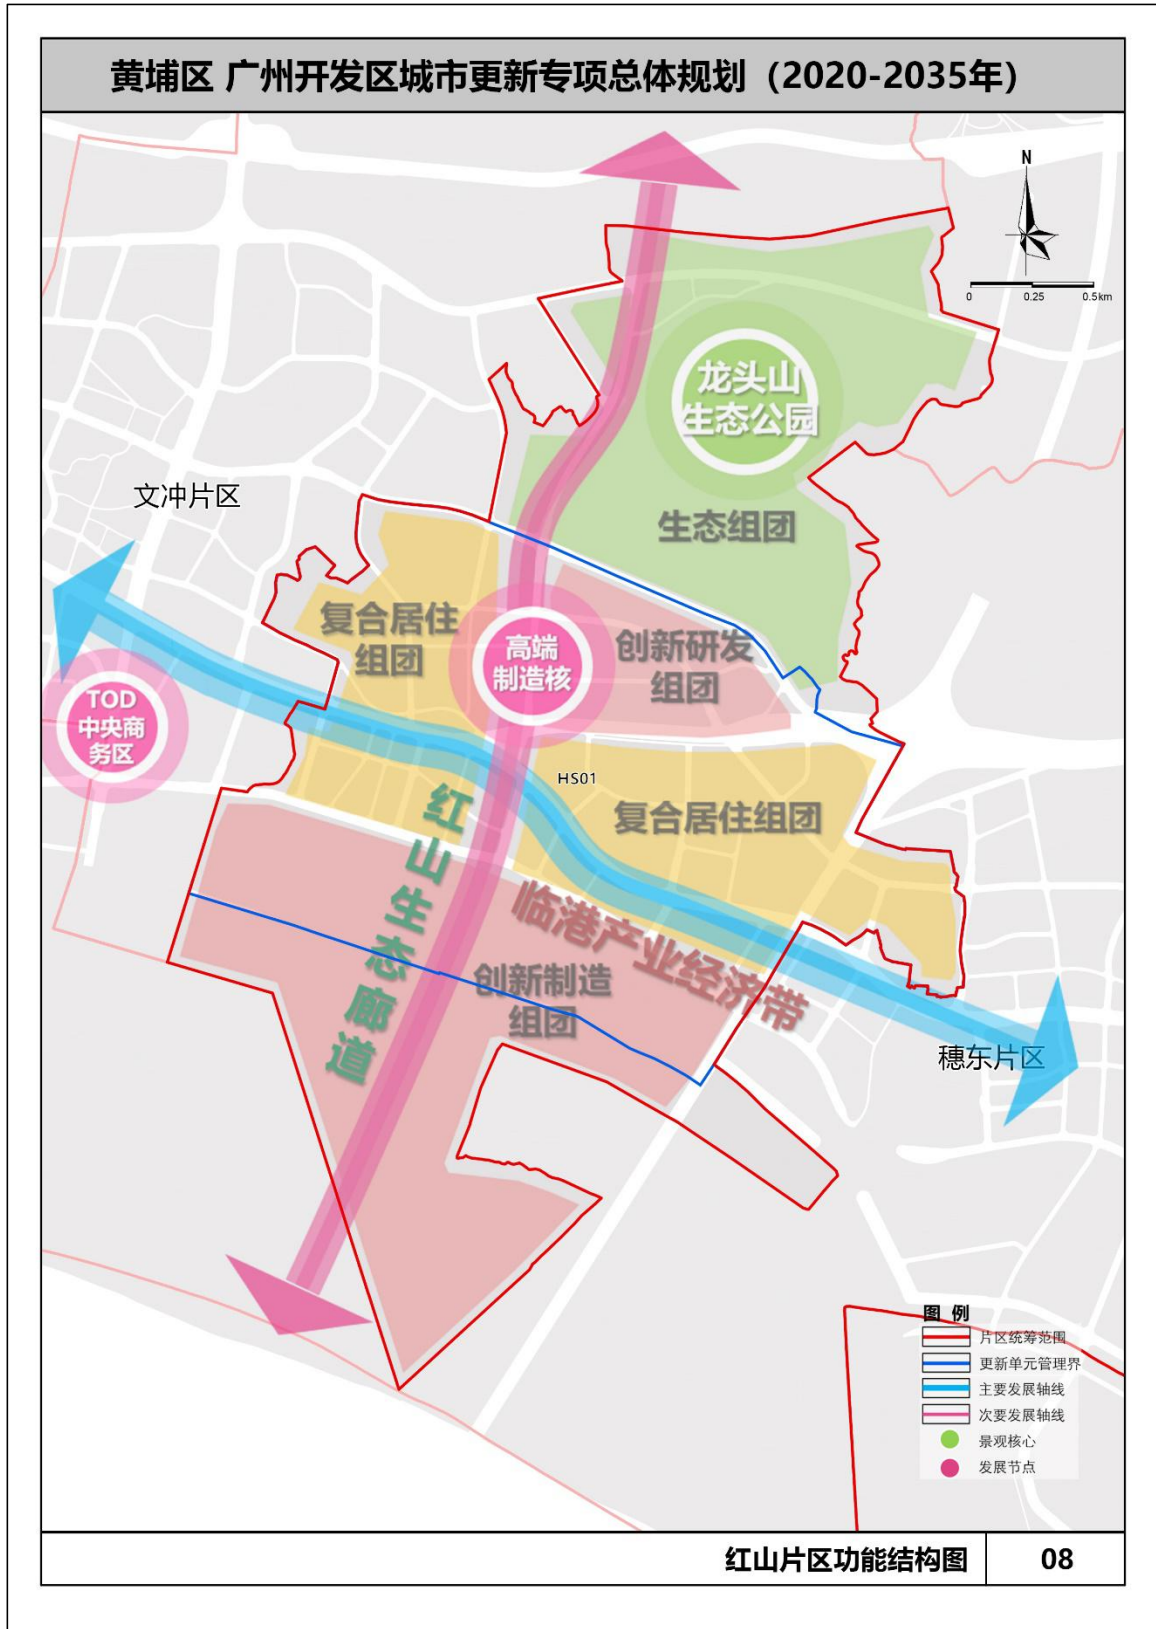 黄埔区 广州开发区城市更新专项总体规划（2020-2035年）
N
0 0.25 0.5km
龙头山
生态公园
文冲片区
生态组团
复合居住
组团
高端
制造核
创新研发
组团
TOD
中央商
务区
HS01
复合居住组团
红山生态廊道
临港产业经济带
创新制造
组团
穗东片区
图 例
片区统筹范围
更新单元管理界
主要发展轴线
次要发展轴线
景观核心
发展节点
红山片区功能结构图 08